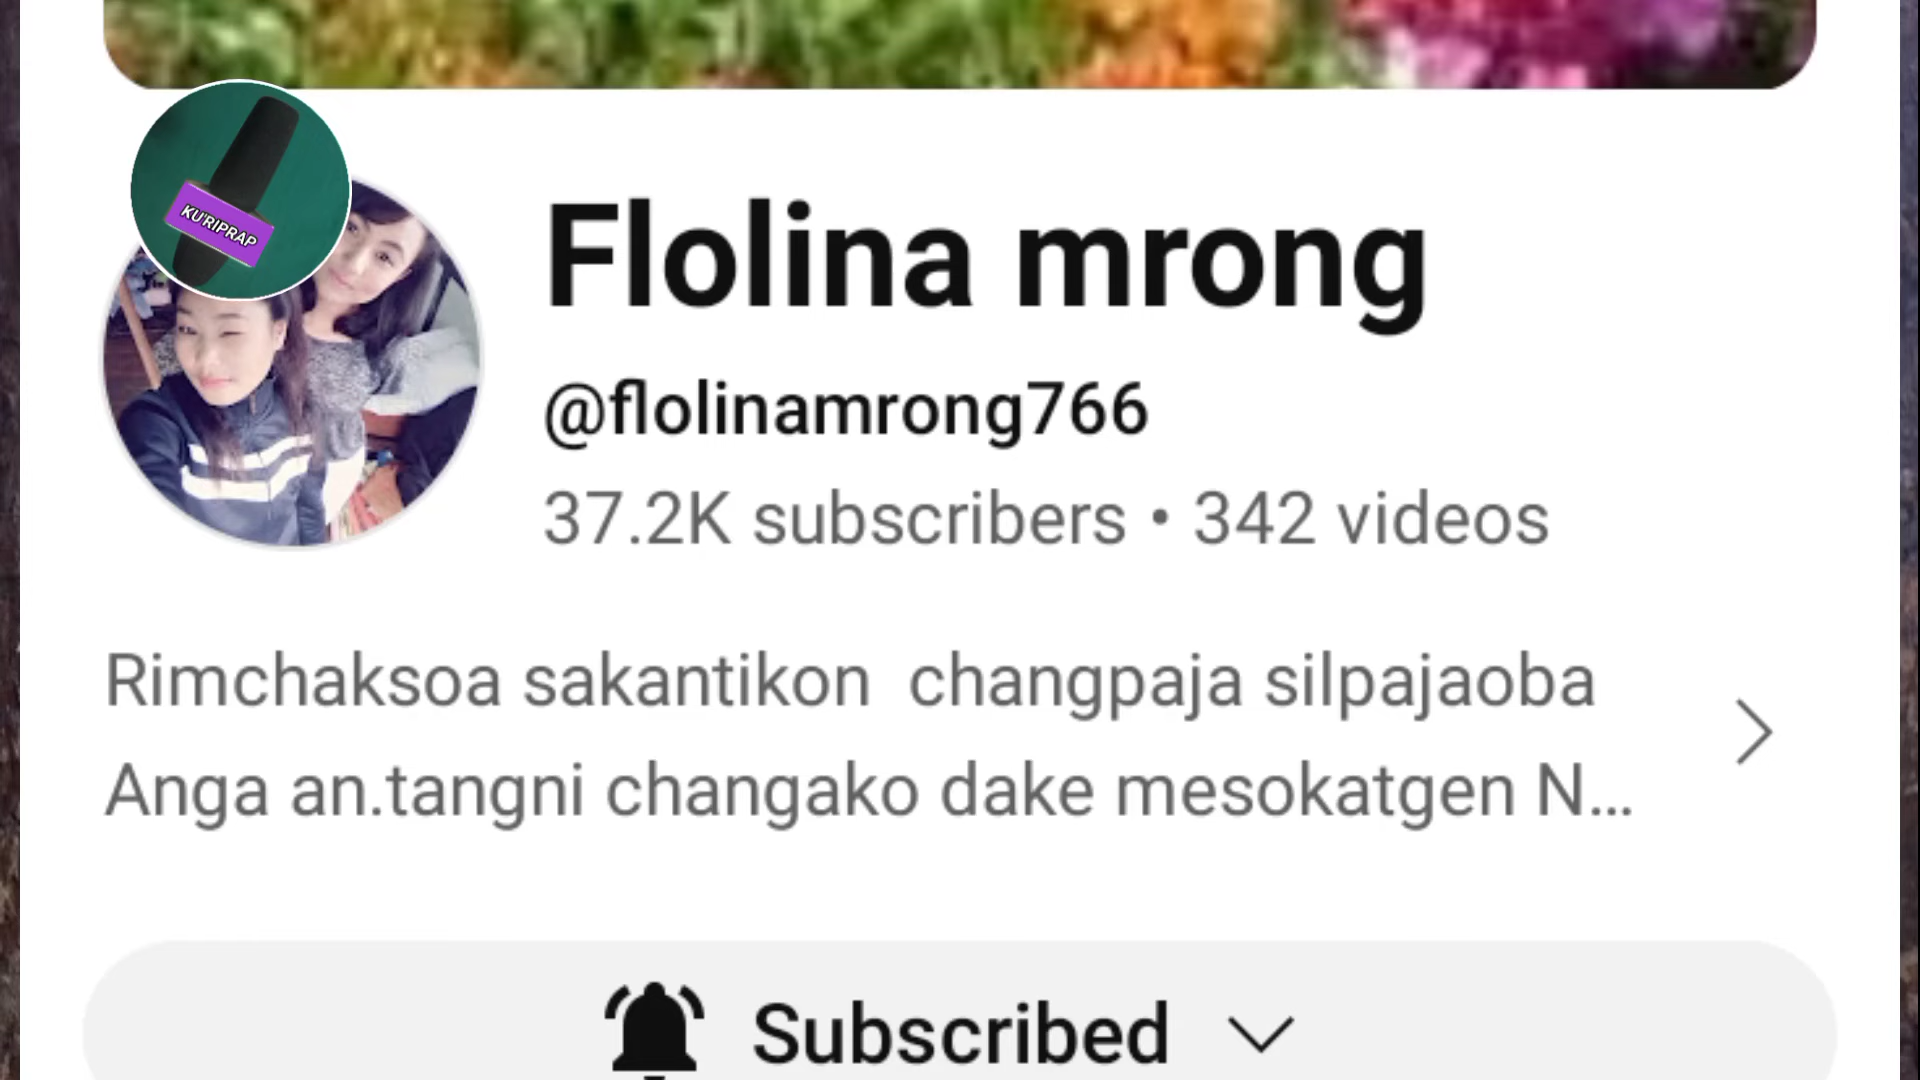 KU'RIPRAP
Flolina mrong
@flolinamrong766
37.2K subscribers • 342 videos
Rimchaksoa sakantikon changpaja silpajaoba
Anga an.tangni changako dake mesokatgen N...
Subscribed